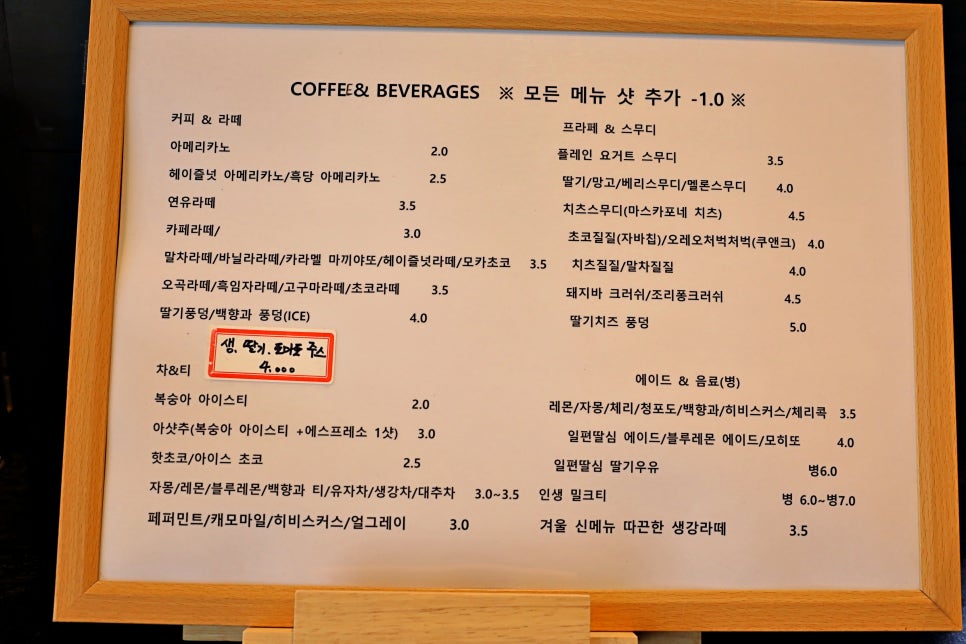 COFFEE& BEVERAGES ※ 모든 메뉴 샷 추가 -1.0 ※
커피 & 라떼
아메리카노 2.0
헤이즐넛 아메리카노/흑당 아메리카노 2.5
연유라떼 3.5
카페라떼/ 3.0
말차라떼/바닐라라떼/카라멜 마끼야또/헤이즐넛라떼/모카초코 3.5
오곡라떼/흑임자라떼/고구마라떼/초코라떼 3.5
딸기퐁덩/백향과 퐁덩(ICE) 4.0
생. 딸기. 토마토 주스
4.000
차&티
복숭아 아이스티 2.0
아샷추(복숭아 아이스티 +에스프레소 1샷) 3.0
핫초코/아이스 초코 2.5
자몽/레몬/블루레몬/백향과 티/유자차/생강차/대추차 3.0~3.5
페퍼민트/캐모마일/히비스커스/얼그레이 3.0
프라페 & 스무디
플레인 요거트 스무디 3.5
딸기/망고/베리스무디/멜론스무디 4.0
치츠스무디(마스카포네 치츠) 4.5
초코질질(자바칩)/오레오처벅처벅(쿠앤크) 4.0
치츠질질/말차질질 4.0
돼지바 크러쉬/조리퐁크러쉬 4.5
딸기치즈 퐁덩 5.0
에이드 & 음료(병)
레몬/자몽/체리/청포도/백향과/히비스커스/체리콕 3.5
일편딸심 에이드/블루레몬 에이드/모히또 4.0
일편딸심 딸기우유 병6.0
인생 밀크티 병 6.0~병7.0
겨울 신메뉴 따끈한 생강라떼 3.5